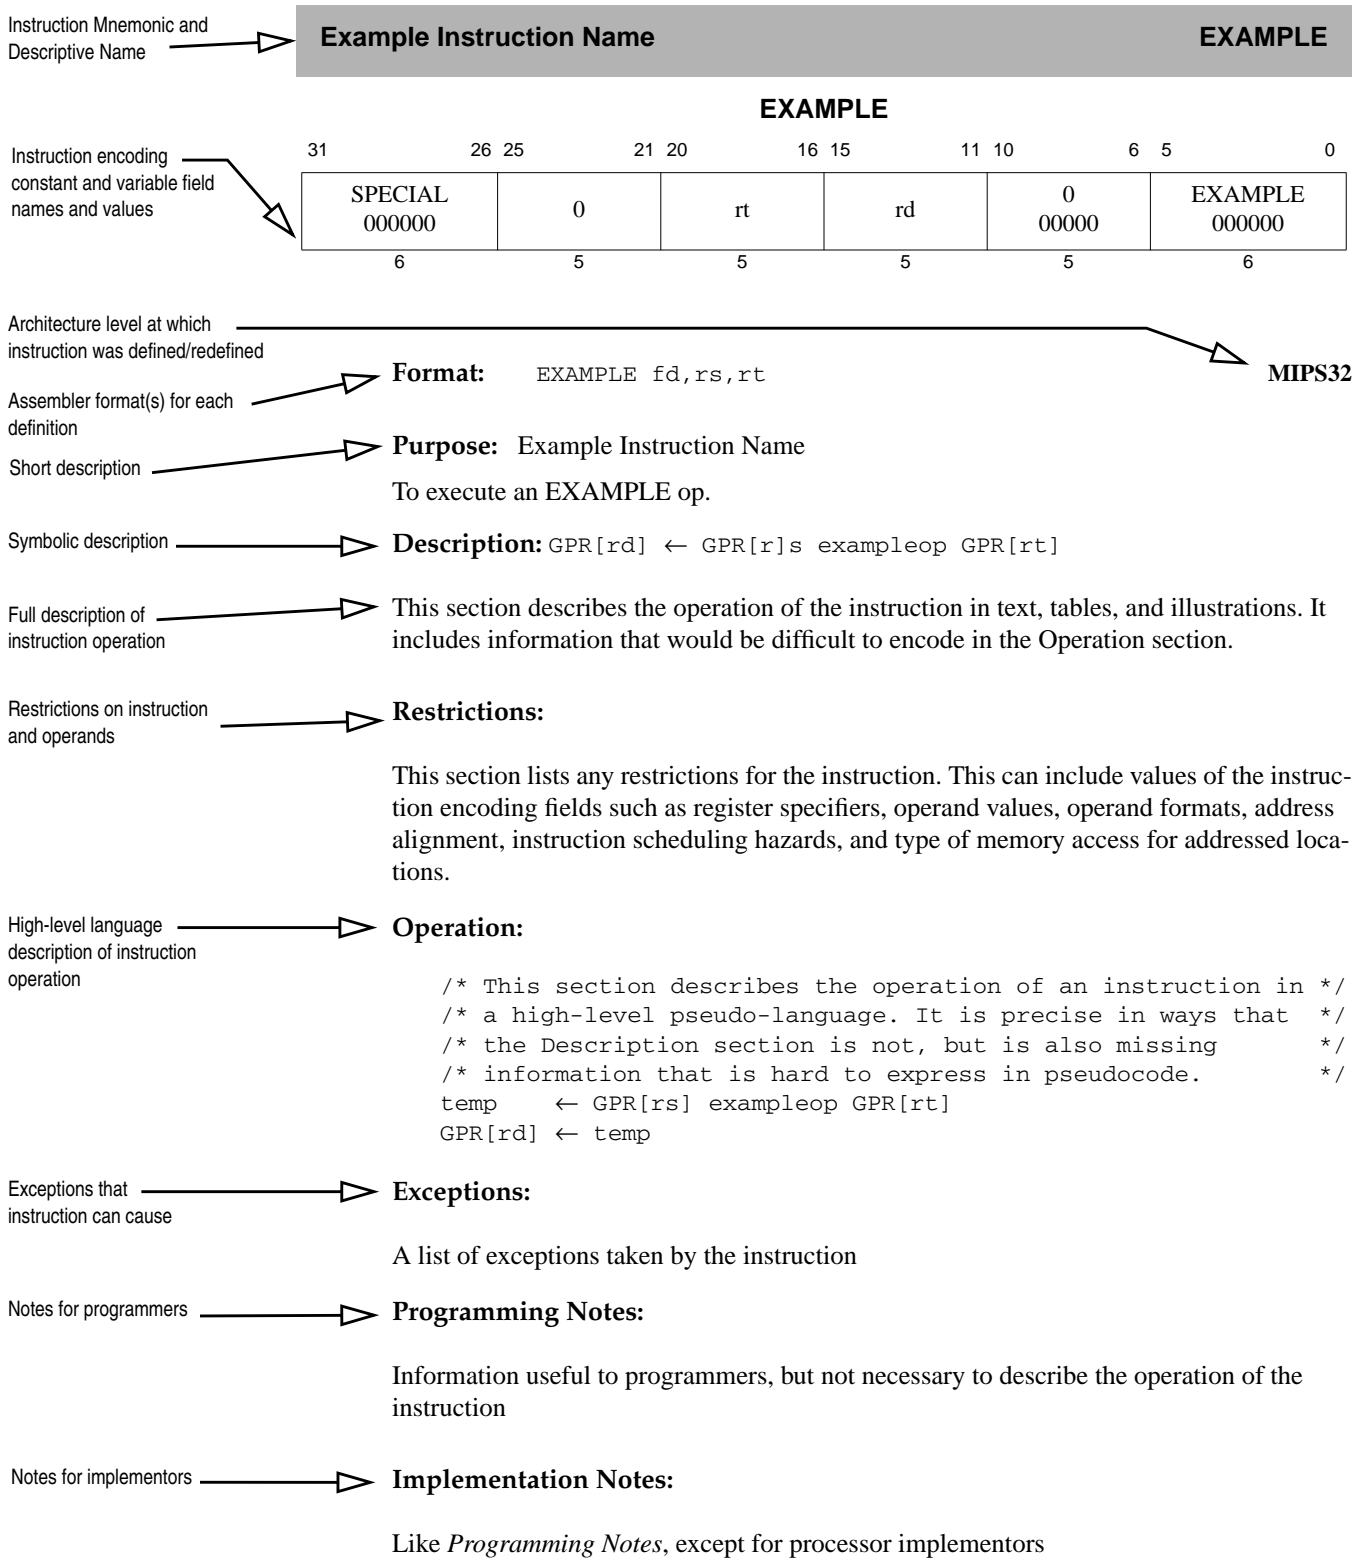 Instruction Mnemonic and
Descriptive Name
Example Instruction Name EXAMPLE
EXAMPLE
31 26 25 21 20 16 15 11 10 6 5 0
Instruction encoding
constant and variable field
names and values
SPECIAL
000000
0
rt
rd
0
00000
EXAMPLE
000000
6 5 5 5 5 6
Architecture level at which
instruction was defined/redefined
Format: EXAMPLE fd,rs,rt MIPS32
Assembler format(s) for each
definition
Purpose: Example Instruction Name
Short description
To execute an EXAMPLE op.
Symbolic description
Description: GPR[rd] ← GPR[r]s exampleop GPR[rt]
Full description of
instruction operation
This section describes the operation of the instruction in text, tables, and illustrations. It
includes information that would be difficult to encode in the Operation section.
Restrictions on instruction
and operands
Restrictions:
This section lists any restrictions for the instruction. This can include values of the instruc-
tion encoding fields such as register specifiers, operand values, operand formats, address
alignment, instruction scheduling hazards, and type of memory access for addressed loca-
tions.
High-level language
description of instruction
operation
Operation:
/* This section describes the operation of an instruction in */
/* a high-level pseudo-language. It is precise in ways that */
/* the Description section is not, but is also missing */
/* information that is hard to express in pseudocode. */
temp ← GPR[rs] exampleop GPR[rt]
GPR[rd] ← temp
Exceptions that
instruction can cause
Exceptions:
A list of exceptions taken by the instruction
Notes for programmers
Programming Notes:
Information useful to programmers, but not necessary to describe the operation of the
instruction
Notes for implementors
Implementation Notes:
Like Programming Notes, except for processor implementors